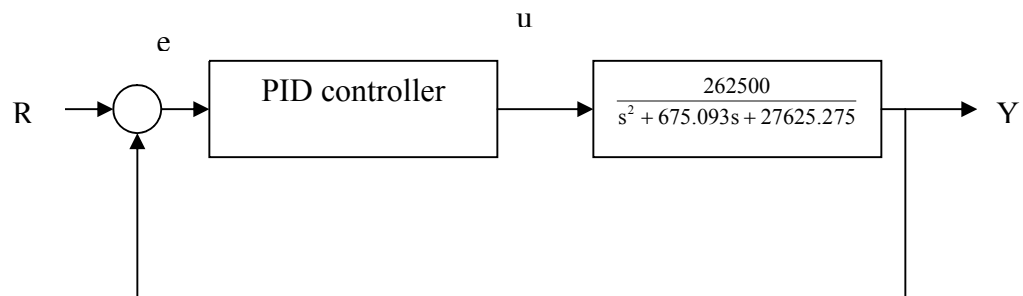 u
e
PID controller
262500
s² + 675.093s + 27625.275
R
Y